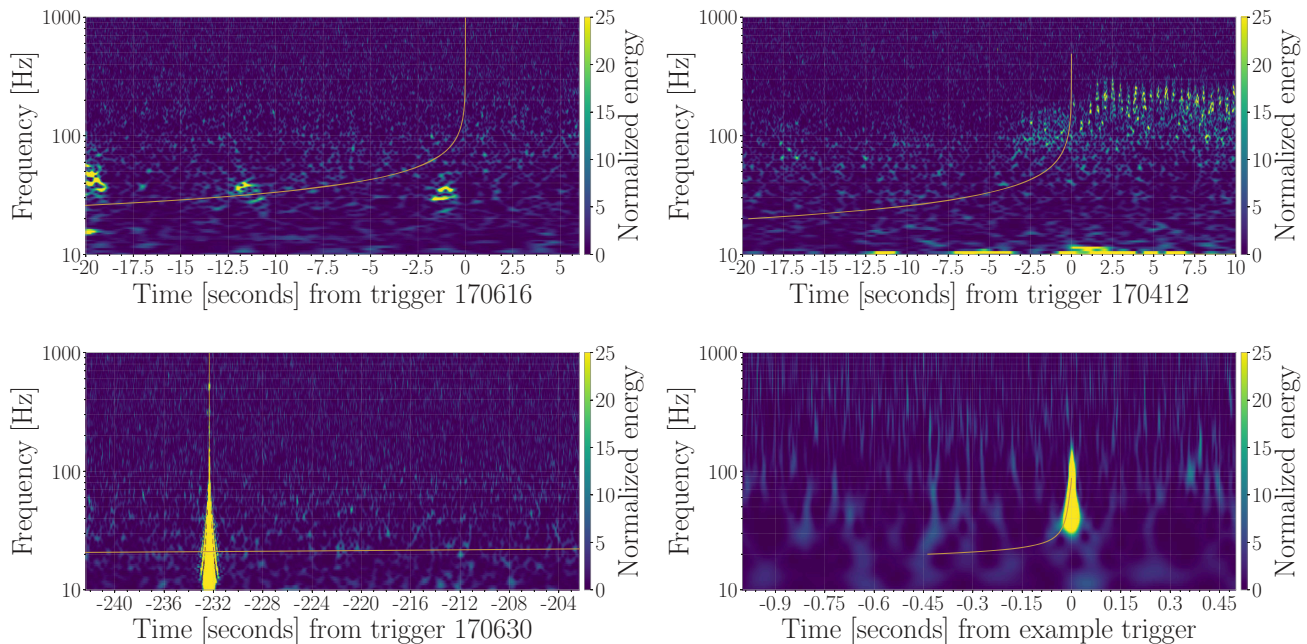 1000
100
10
Frequency [Hz]
-20 -17.5 -15 -12.5 -10 -7.5 -5 -2.5 0 2.5 5
Time [seconds] from trigger 170616
25
20
15
10
5
0
Normalized energy
1000
100
10
Frequency [Hz]
-20 -17.5 -15 -12.5 -10 -7.5 -5 -2.5 0 2.5 5 7.5 10
Time [seconds] from trigger 170412
25
20
15
10
5
0
Normalized energy
1000
100
10
Frequency [Hz]
-240 -236 -232 -228 -224 -220 -216 -212 -208 -204
Time [seconds] from trigger 170630
25
20
15
10
5
0
Normalized energy
1000
100
10
Frequency [Hz]
-0.9 -0.75 -0.6 -0.45 -0.3 -0.15 0 0.15 0.3 0.45
Time [seconds] from example trigger
25
20
15
10
5
0
Normalized energy